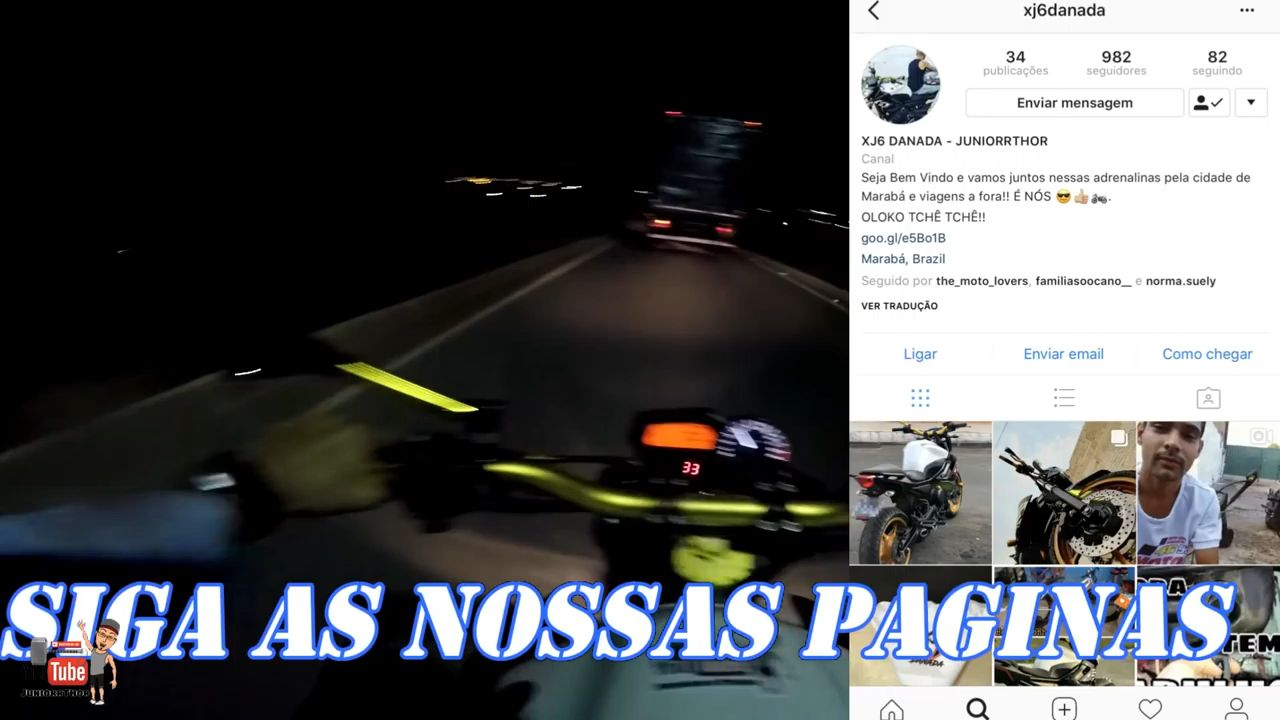 xj6danada
34
982
82
publicações
seguidores
seguindo
Enviar mensagem
XJ6 DANADA - JUNIORRTHOR
Canal
Seja Bem Vindo e vamos juntos nessas adrenalinas pela cidade de
Marabá e viagens a fora!! É NÓS 😎👍🏼🏍.
OLOKO TCHÊ TCHÊ!!
goo.gl/e5Bo1B
Marabá, Brazil
Seguido por the_moto_lovers, familiasoocano__ e norma.suely
VER TRADUÇÃO
Ligar
Enviar email
Como chegar
33
SIGA AS NOSSAS PAGINAS
Tube
JUNIORRTHOR